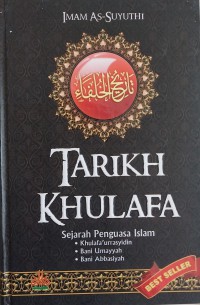 IMAM AS-SUYUTHI
تاريخ الخلفاء
TARIKH
KHULAFA
Sejarah Penguasa Islam
• Khulafa'urrasyidin
• Bani Umayyah
• Bani Abbasiyah
BEST SELLER